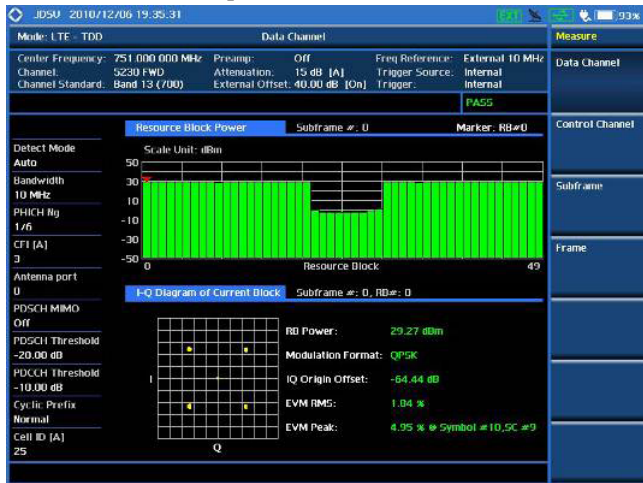 JDSU 2010/12/06 19:35:31 EXT 93%
Mode: LTE - TDD Data Channel Measure
Center Frequency: 751.000 000 MHz Preamp: Off Freq Reference: External 10 MHz
Channel: 5230 FWD Attenuation: 15 dB [A] Trigger Source: Internal
Channel Standard: Band 13 (700) External Offset: 40.00 dB [On] Trigger: Internal
PASS
Data Channel
Control Channel
Subframe
Frame
Resource Block Power Subframe #: 0 Marker: RB#0
Detect Mode
Auto
Bandwidth
10 MHz
PHICH Ng
1/6
CFI [A]
3
Antenna port
0
PDSCH MIMO
Off
PDSCH Threshold
-20.00 dB
PDCCH Threshold
-10.00 dB
Cyclic Prefix
Normal
Cell ID [A]
25
Scale Unit: dBm
50
30
10
-10
-30
-50
0 Resource Block 49
I-Q Diagram of Current Block Subframe #: 0, RB#: 0
I
Q
RB Power: 29.27 dBm
Modulation Format: QPSK
IQ Origin Offset: -64.44 dB
EVM RMS: 1.04 %
EVM Peak: 4.95 % @ Symbol #10,SC #9